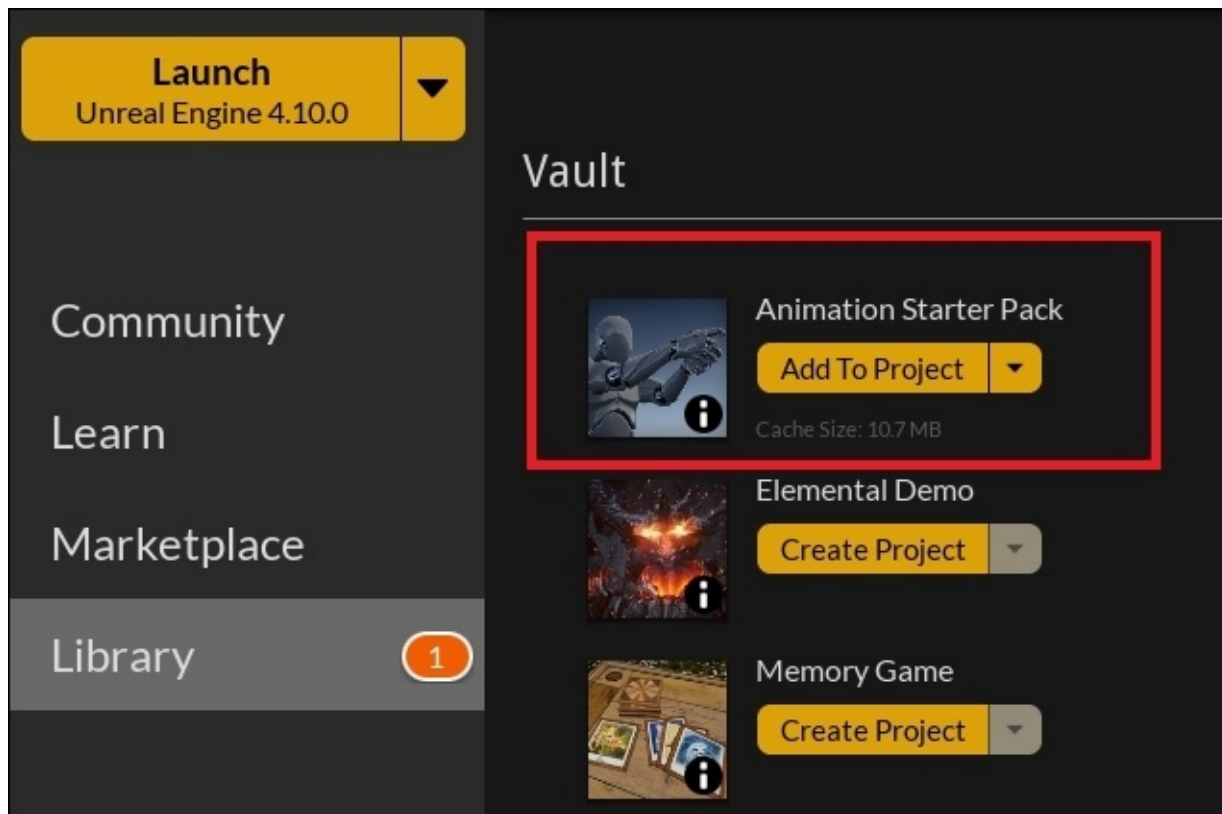 Launch
Unreal Engine 4.10.0
Community
Learn
Marketplace
Library 1
Vault
Animation Starter Pack
Add To Project
Cache Size: 10.7 MB
Elemental Demo
Create Project
Memory Game
Create Project